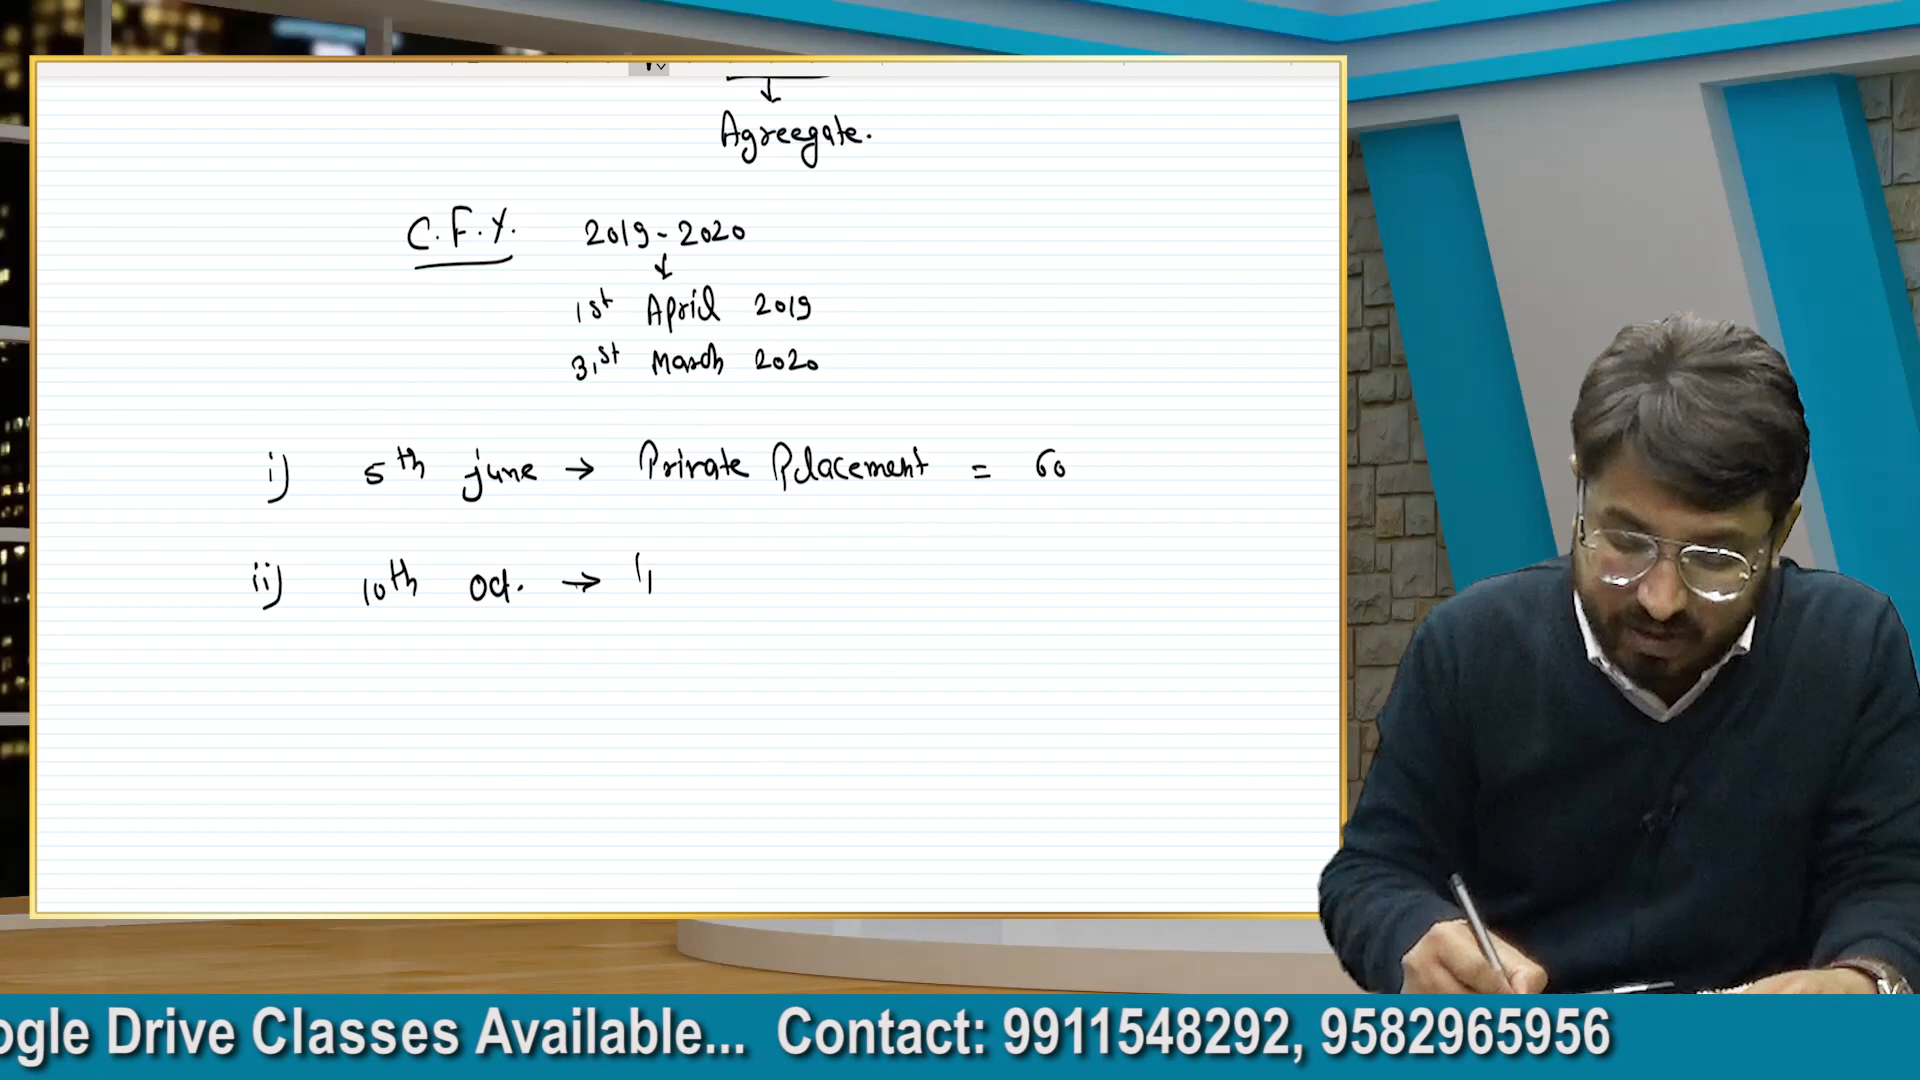 Agreegate.
C.F.Y. 2019-2020
1st April 2019
31st March 2020
i) 5th june → Private Placement = 60
ii) 10th Oct. →
ogle Drive Classes Available... Contact: 9911548292, 9582965956